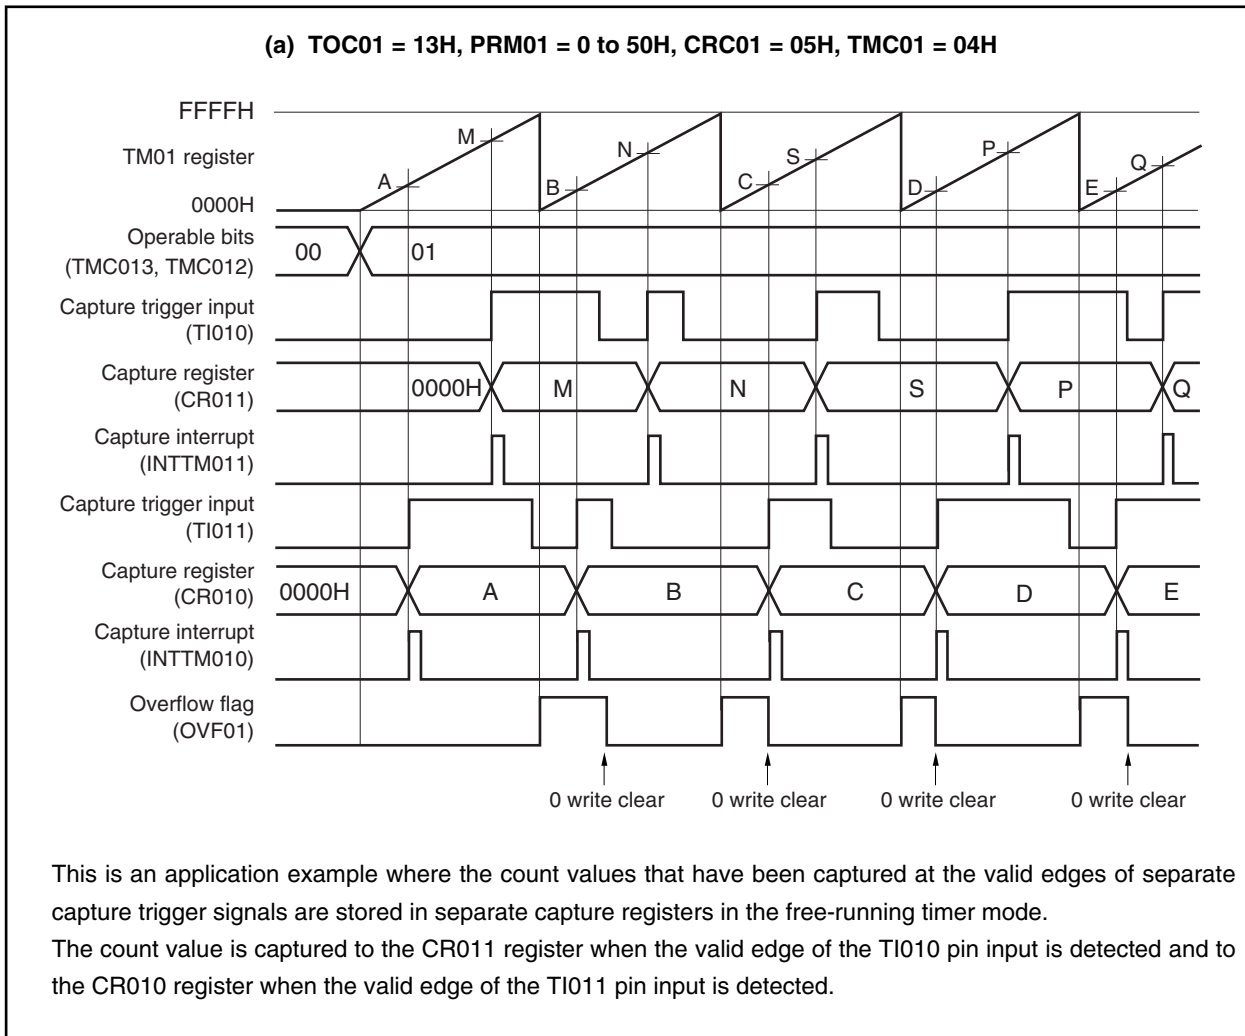 (a) TOC01 = 13H, PRM01 = 0 to 50H, CRC01 = 05H, TMC01 = 04H
FFFFH
TM01 register
0000H
A M B N C S D P E Q
Operable bits
(TMC013, TMC012)
00 01
Capture trigger input
(TI010)
Capture register
(CR011)
0000H M N S P Q
Capture interrupt
(INTTM011)
Capture trigger input
(TI011)
Capture register
(CR010)
0000H A B C D E
Capture interrupt
(INTTM010)
Overflow flag
(OVF01)
0 write clear 0 write clear 0 write clear 0 write clear
This is an application example where the count values that have been captured at the valid edges of separate
capture trigger signals are stored in separate capture registers in the free-running timer mode.
The count value is captured to the CR011 register when the valid edge of the TI010 pin input is detected and to
the CR010 register when the valid edge of the TI011 pin input is detected.